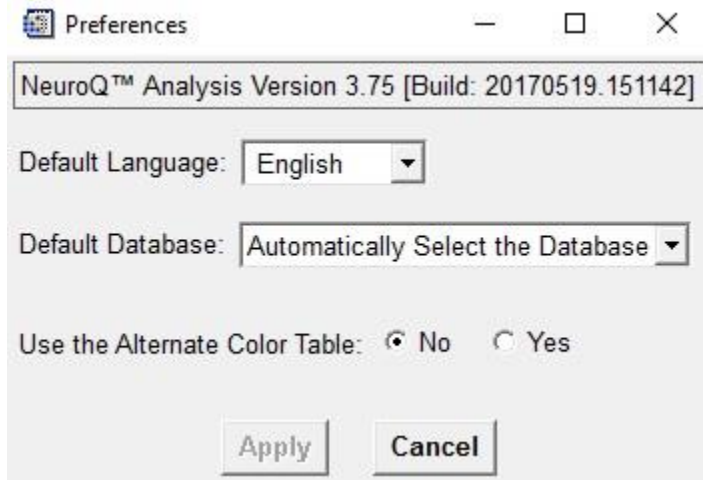 Preferences
NeuroQ™ Analysis Version 3.75 [Build: 20170519.151142]
Default Language: English
Default Database: Automatically Select the Database
Use the Alternate Color Table: No Yes
Apply Cancel